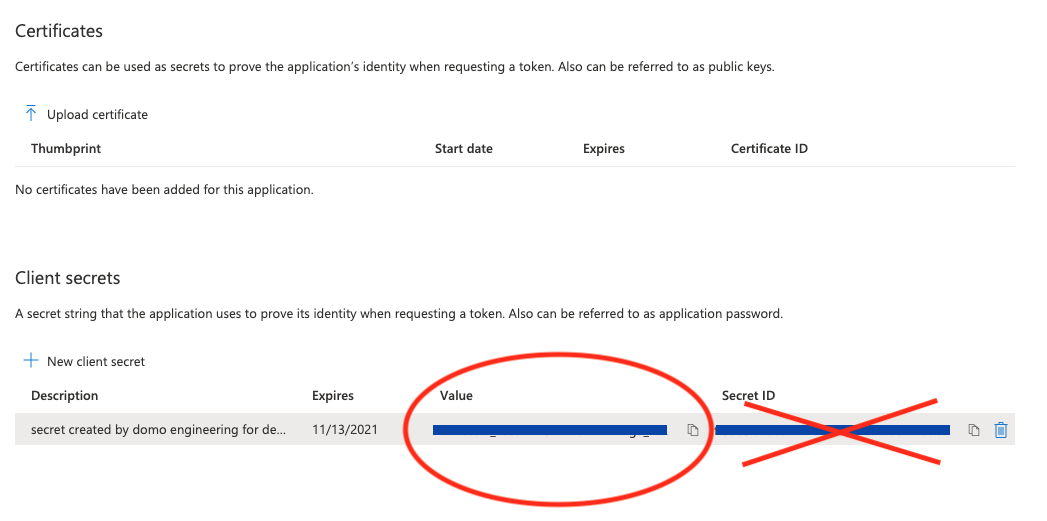 Certificates
Certificates can be used as secrets to prove the application's identity when requesting a token. Also can be referred to as public keys.
Upload certificate
Thumbprint Start date Expires Certificate ID
No certificates have been added for this application.
Client secrets
A secret string that the application uses to prove its identity when requesting a token. Also can be referred to as application password.
New client secret
Description Expires Value Secret ID
secret created by domo engineering for de... 11/13/2021